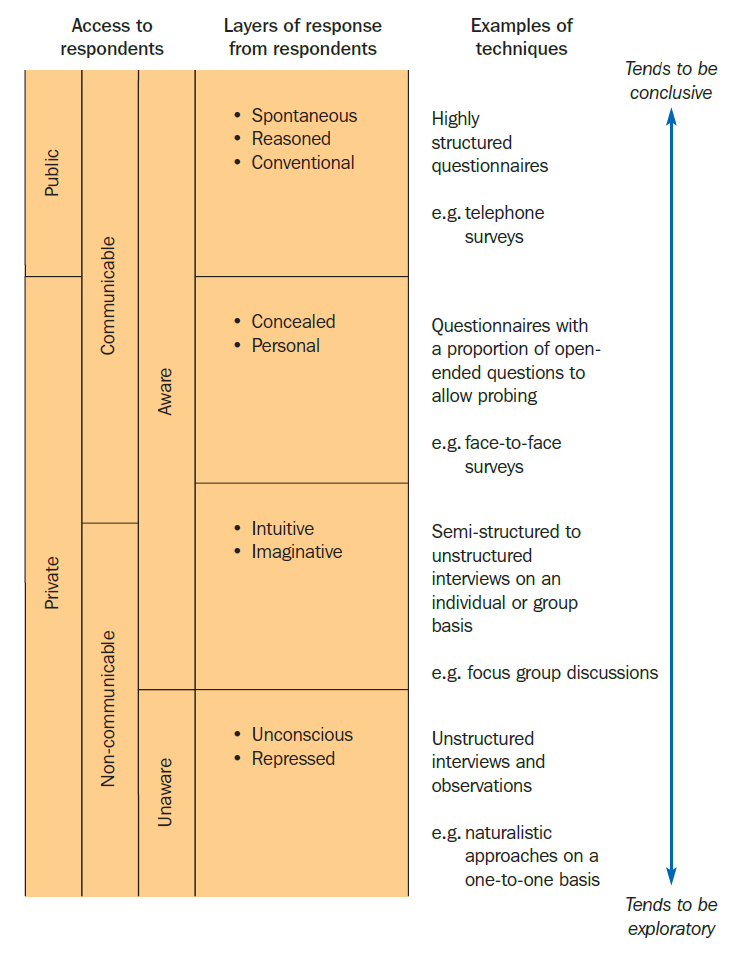 Access to
respondents
Layers of response
from respondents
Examples of
techniques
Tends to be
conclusive
Public
Private
Communicable
Non-communicable
Aware
Unaware
• Spontaneous
• Reasoned
• Conventional
Highly
structured
questionnaires
e.g. telephone
surveys
• Concealed
• Personal
Questionnaires with
a proportion of open-
ended questions to
allow probing
e.g. face-to-face
surveys
• Intuitive
• Imaginative
Semi-structured to
unstructured
interviews on an
individual or group
basis
e.g. focus group discussions
• Unconscious
• Repressed
Unstructured
interviews and
observations
e.g. naturalistic
approaches on a
one-to-one basis
Tends to be
exploratory